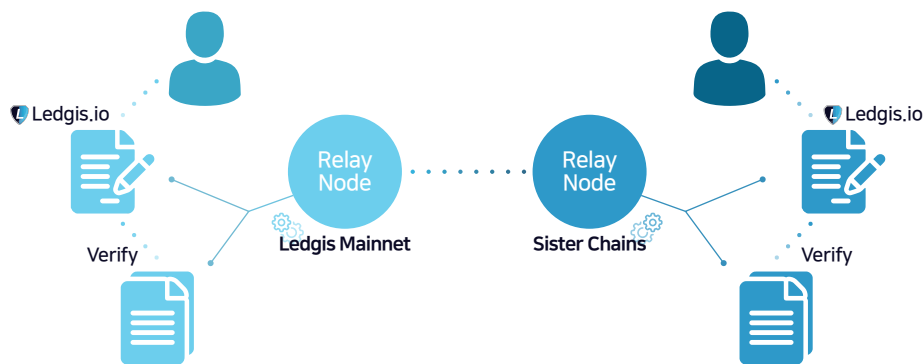 Ledgis.io
Ledgis.io
Relay
Node
Relay
Node
Ledgis Mainnet
Sister Chains
Verify
Verify